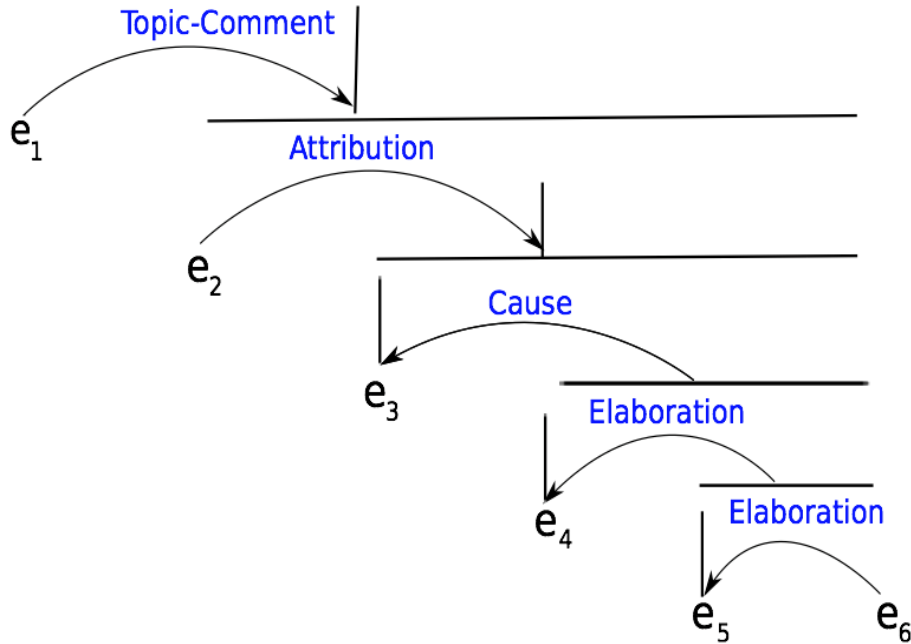 Topic-Comment
e1
Attribution
e2
Cause
e3
Elaboration
e4
Elaboration
e5
e6